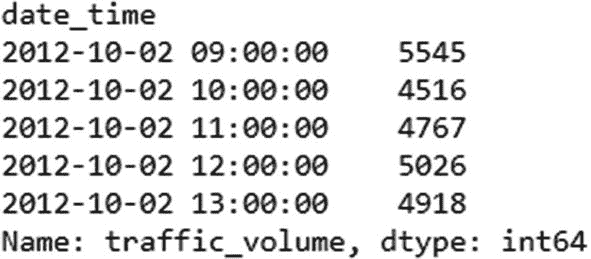 date_time
2012-10-02 09:00:00    5545
2012-10-02 10:00:00    4516
2012-10-02 11:00:00    4767
2012-10-02 12:00:00    5026
2012-10-02 13:00:00    4918
Name: traffic_volume, dtype: int64